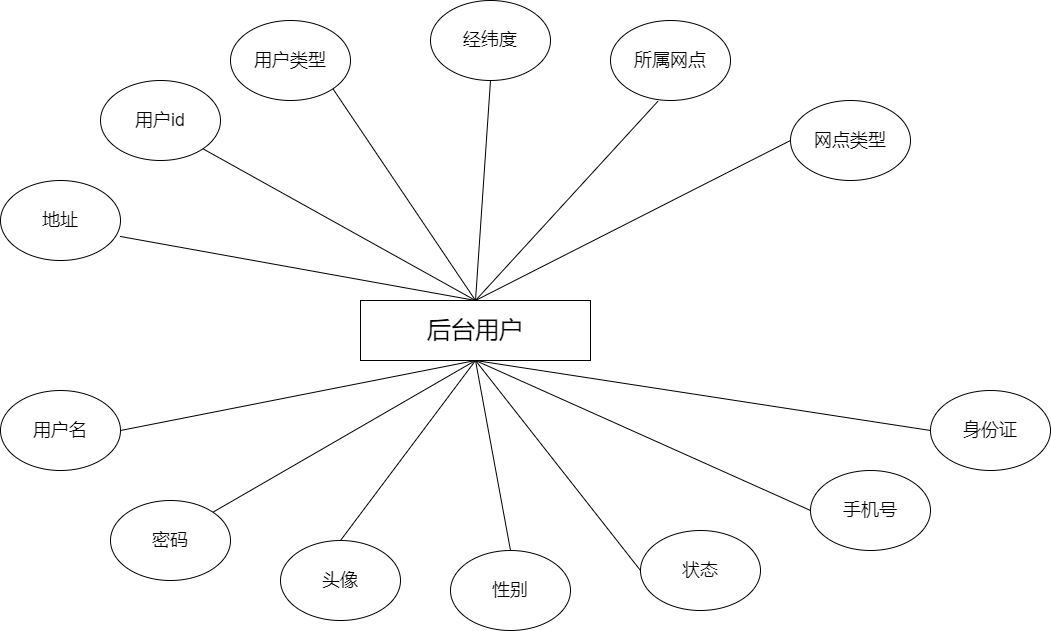 经纬度
用户类型
所属网点
用户id
网点类型
地址
后台用户
用户名
身份证
手机号
密码
状态
头像
性别